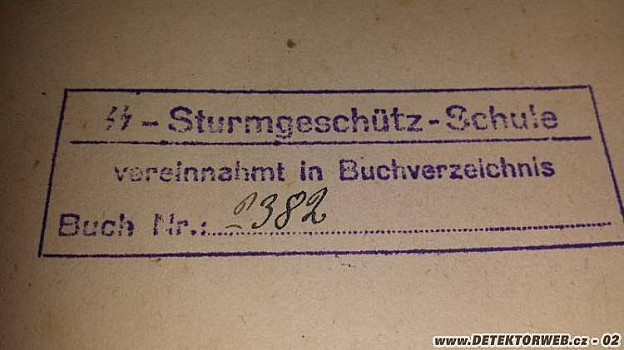 ᛋᛋ-Sturmgeschütz-Schule
vereinnahmt in Buchverzeichnis
Buch Nr.: 2382
WWW.DETEKTORWEB.cz - 02